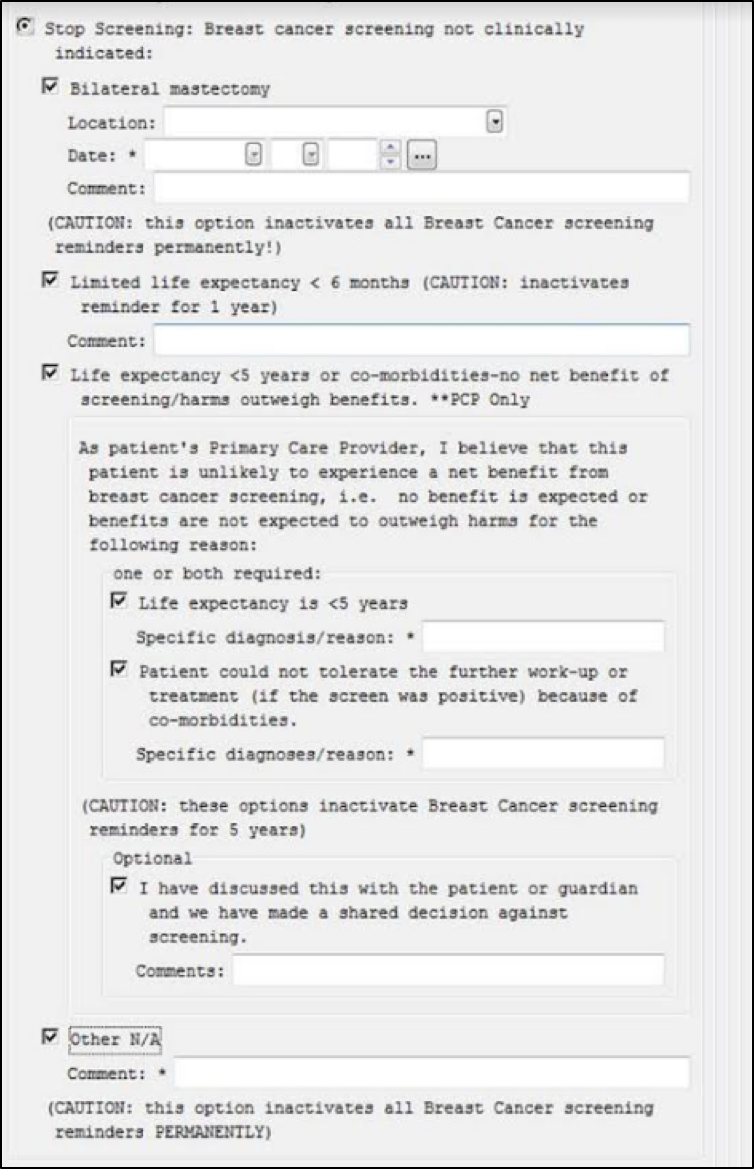 Stop Screening: Breast cancer screening not clinically
indicated:
Bilateral mastectomy
Location:
Date: *
...
Comment:
(CAUTION: this option inactivates all Breast Cancer screening
reminders permanently!)
Limited life expectancy < 6 months (CAUTION: inactivates
reminder for 1 year)
Comment:
Life expectancy <5 years or co-morbidities-no net benefit of
screening/harms outweigh benefits. **PCP Only
As patient's Primary Care Provider, I believe that this
patient is unlikely to experience a net benefit from
breast cancer screening, i.e. no benefit is expected or
benefits are not expected to outweigh harms for the
following reason:
one or both required:
Life expectancy is <5 years
Specific diagnosis/reason: *
Patient could not tolerate the further work-up or
treatment (if the screen was positive) because of
co-morbidities.
Specific diagnoses/reason: *
(CAUTION: these options inactivate Breast Cancer screening
reminders for 5 years)
Optional
I have discussed this with the patient or guardian
and we have made a shared decision against
screening.
Comments:
Other N/A
Comment: *
(CAUTION: this option inactivates all Breast Cancer screening
reminders PERMANENTLY)